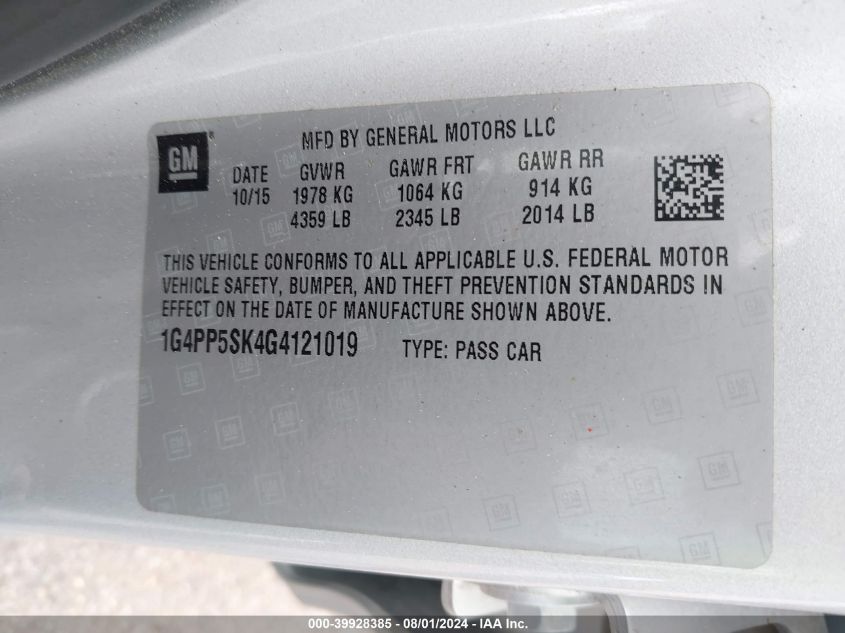 GM
MFD BY GENERAL MOTORS LLC
DATE GVWR GAWR FRT GAWR RR
10/15 1978 KG 1064 KG 914 KG
4359 LB 2345 LB 2014 LB
THIS VEHICLE CONFORMS TO ALL APPLICABLE U.S. FEDERAL MOTOR
VEHICLE SAFETY, BUMPER, AND THEFT PREVENTION STANDARDS IN
EFFECT ON THE DATE OF MANUFACTURE SHOWN ABOVE.
1G4PP5SK4G4121019 TYPE: PASS CAR
000-39928385 - 08/01/2024 - IAA Inc.